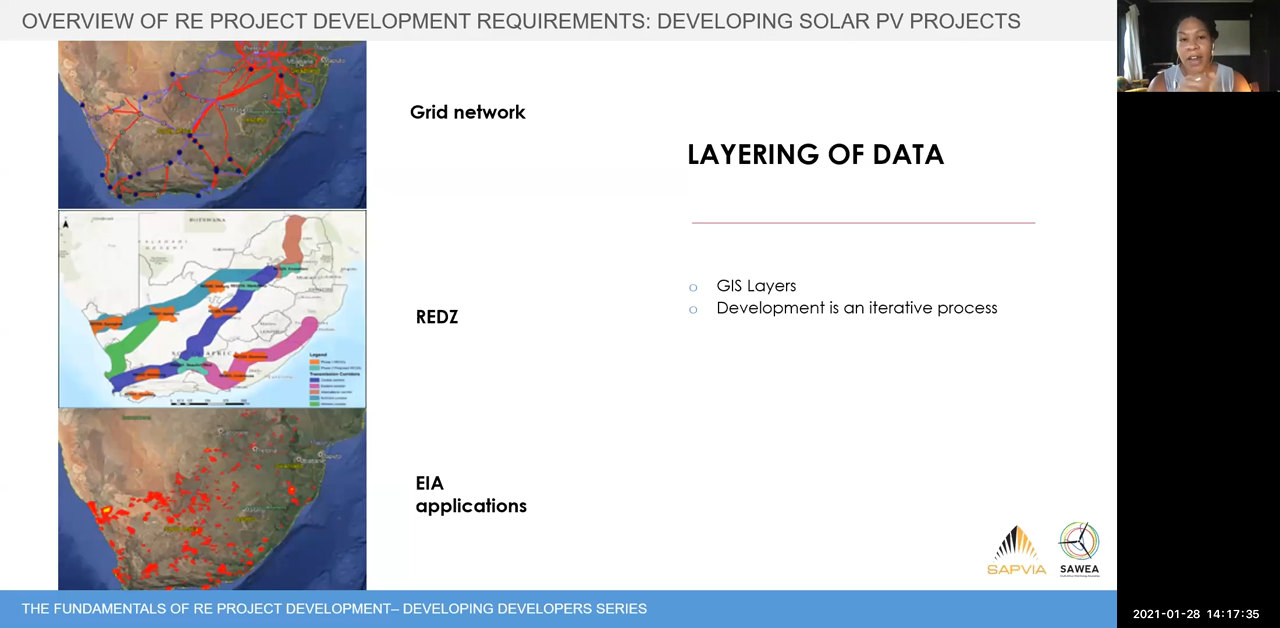 OVERVIEW OF RE PROJECT DEVELOPMENT REQUIREMENTS: DEVELOPING SOLAR PV PROJECTS
Grid network
LAYERING OF DATA
BOTSWANA
REDZ
GIS Layers
Development is an iterative process
Legend
EIA
applications
SAPVIA
SAWEA
THE FUNDAMENTALS OF RE PROJECT DEVELOPMENT– DEVELOPING DEVELOPERS SERIES
2021-01-28 14:17:35